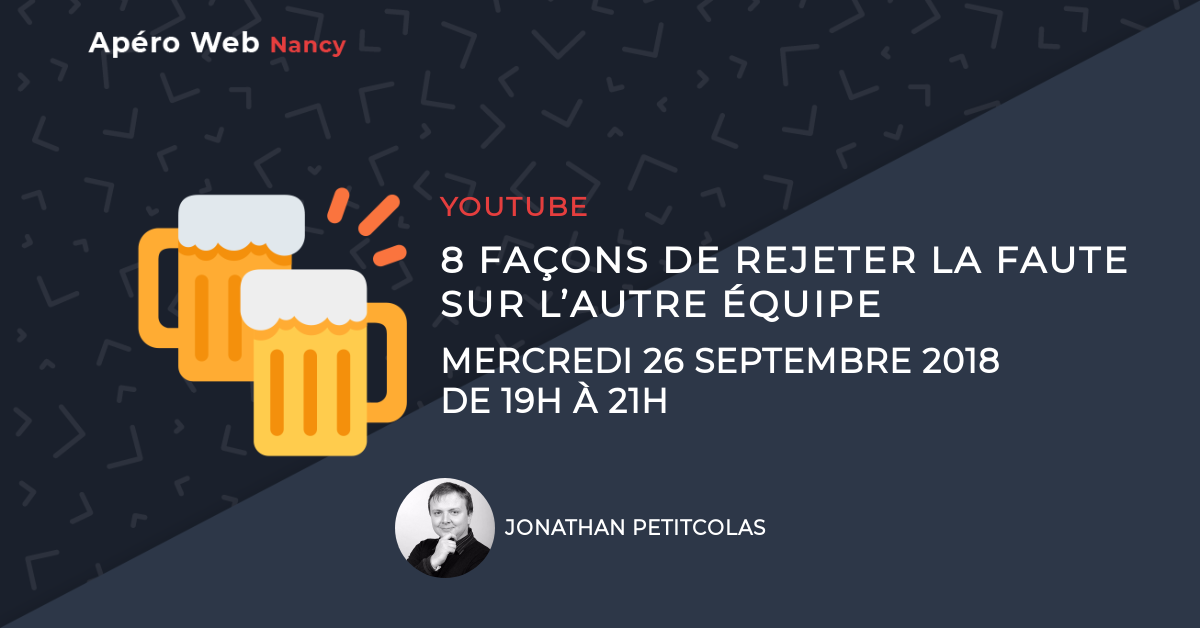 Apéro Web Nancy
YOUTUBE
8 FAÇONS DE REJETER LA FAUTE
SUR L’AUTRE ÉQUIPE
MERCREDI 26 SEPTEMBRE 2018
DE 19H À 21H
JONATHAN PETITCOLAS